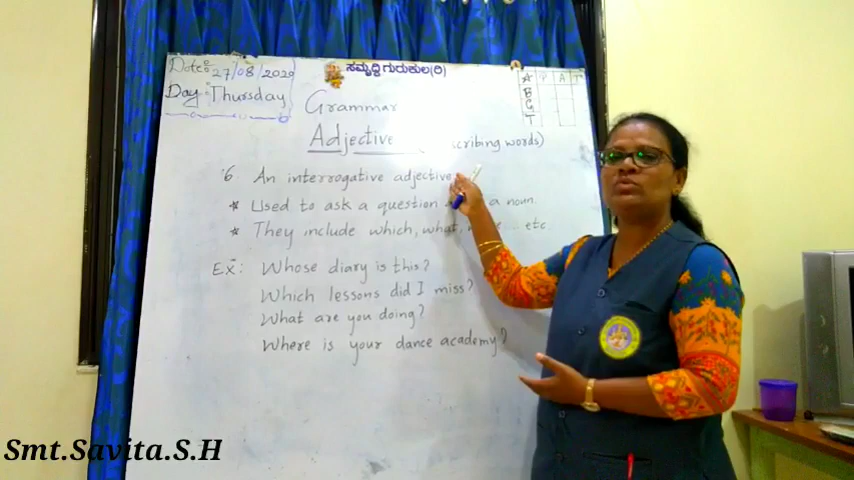 Date: 27/08/2020
Day: Thursday
ಸಮೃದ್ಧಿ ಗುರುಕುಲ(ರಿ)
P A T
B
G
T
Grammar
Adjective cribing words)
6 An interrogative adjective
* Used to ask a question a noun.
* They include which, what, etc
Ex: Whose diary is this?
Which lessons did I miss?
What are you doing?
Where is your dance academy?
Smt.Savita.S.H